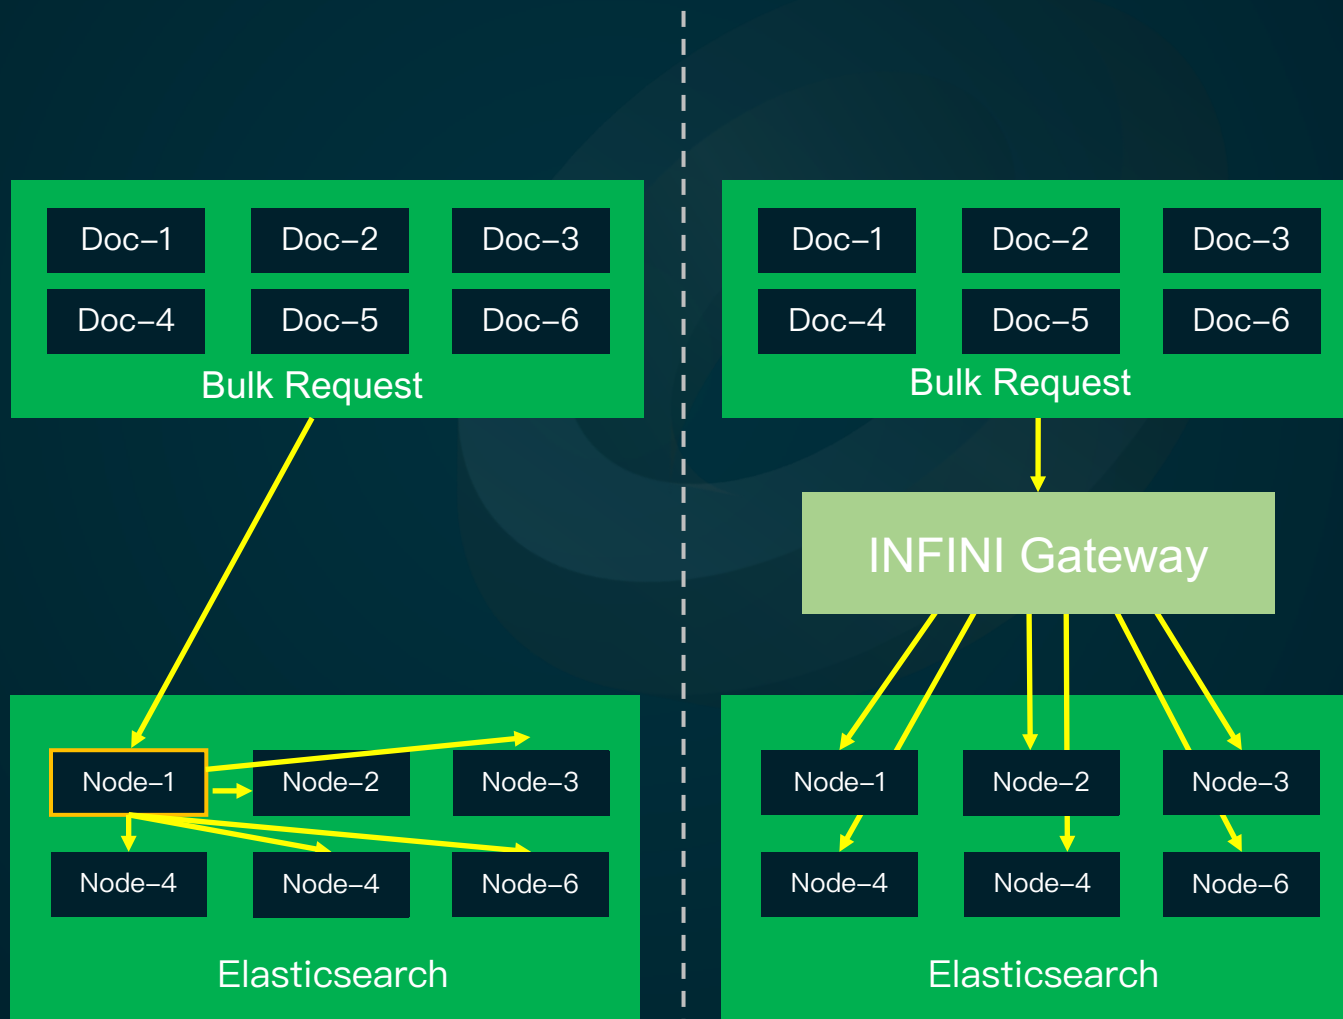 Doc–1
Doc–2
Doc–3
Doc–4
Doc–5
Doc–6
Bulk Request
Node–1
Node–2
Node–3
Node–4
Node–4
Node–6
Elasticsearch
Doc–1
Doc–2
Doc–3
Doc–4
Doc–5
Doc–6
Bulk Request
INFINI Gateway
Node–1
Node–2
Node–3
Node–4
Node–4
Node–6
Elasticsearch